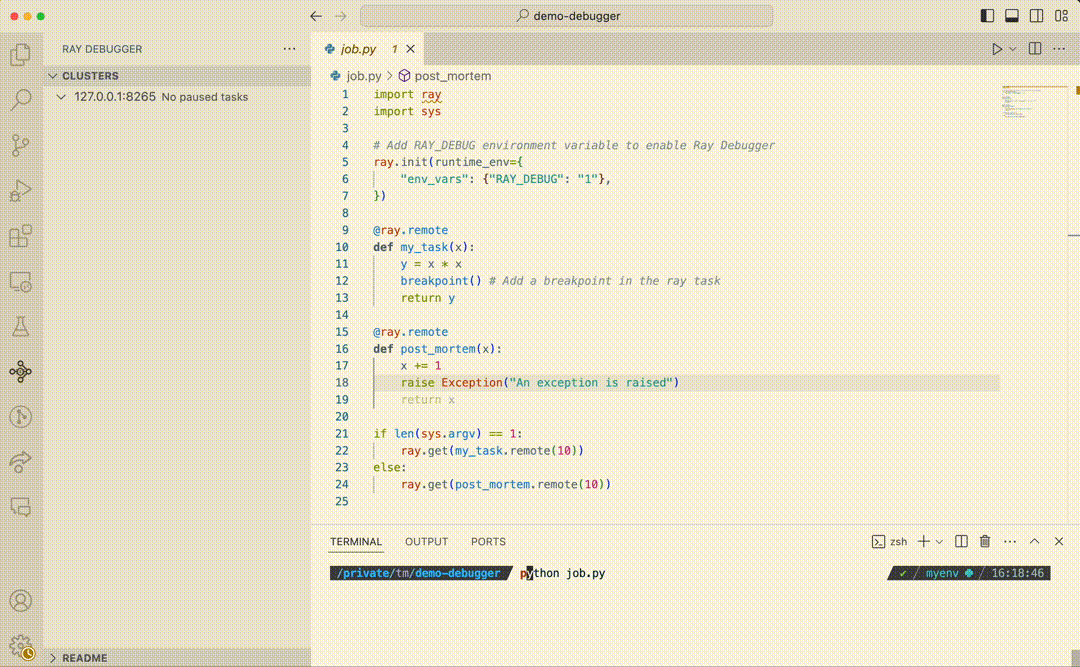 demo-debugger
RAY DEBUGGER
CLUSTERS
127.0.0.1:8265 No paused tasks
README
job.py 1
job.py > post_mortem
1 import ray
2 import sys
3
4 # Add RAY_DEBUG environment variable to enable Ray Debugger
5 ray.init(runtime_env={
6     "env_vars": {"RAY_DEBUG": "1"},
7 })
8
9 @ray.remote
10 def my_task(x):
11     y = x * x
12     breakpoint() # Add a breakpoint in the ray task
13     return y
14
15 @ray.remote
16 def post_mortem(x):
17     x += 1
18     raise Exception("An exception is raised")
19     return x
20
21 if len(sys.argv) == 1:
22     ray.get(my_task.remote(10))
23 else:
24     ray.get(post_mortem.remote(10))
25
TERMINAL OUTPUT PORTS zsh
/private/tm/demo-debugger python job.py ✔ myenv 16:18:46